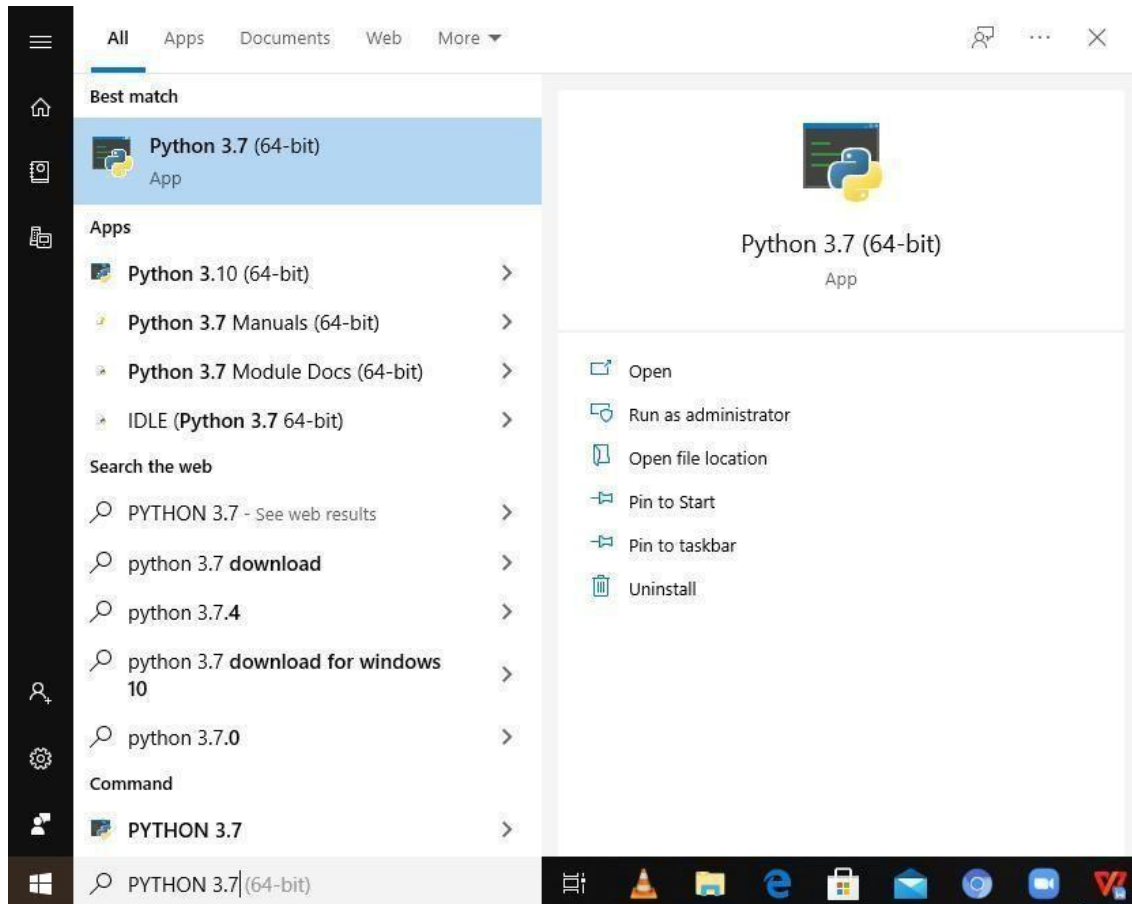 All Apps Documents Web More
Best match
Python 3.7 (64-bit)
App
Apps
Python 3.10 (64-bit)
Python 3.7 Manuals (64-bit)
Python 3.7 Module Docs (64-bit)
IDLE (Python 3.7 64-bit)
Search the web
PYTHON 3.7 - See web results
python 3.7 download
python 3.7.4
python 3.7 download for windows
10
python 3.7.0
Command
PYTHON 3.7
PYTHON 3.7 (64-bit)
Python 3.7 (64-bit)
App
Open
Run as administrator
Open file location
Pin to Start
Pin to taskbar
Uninstall